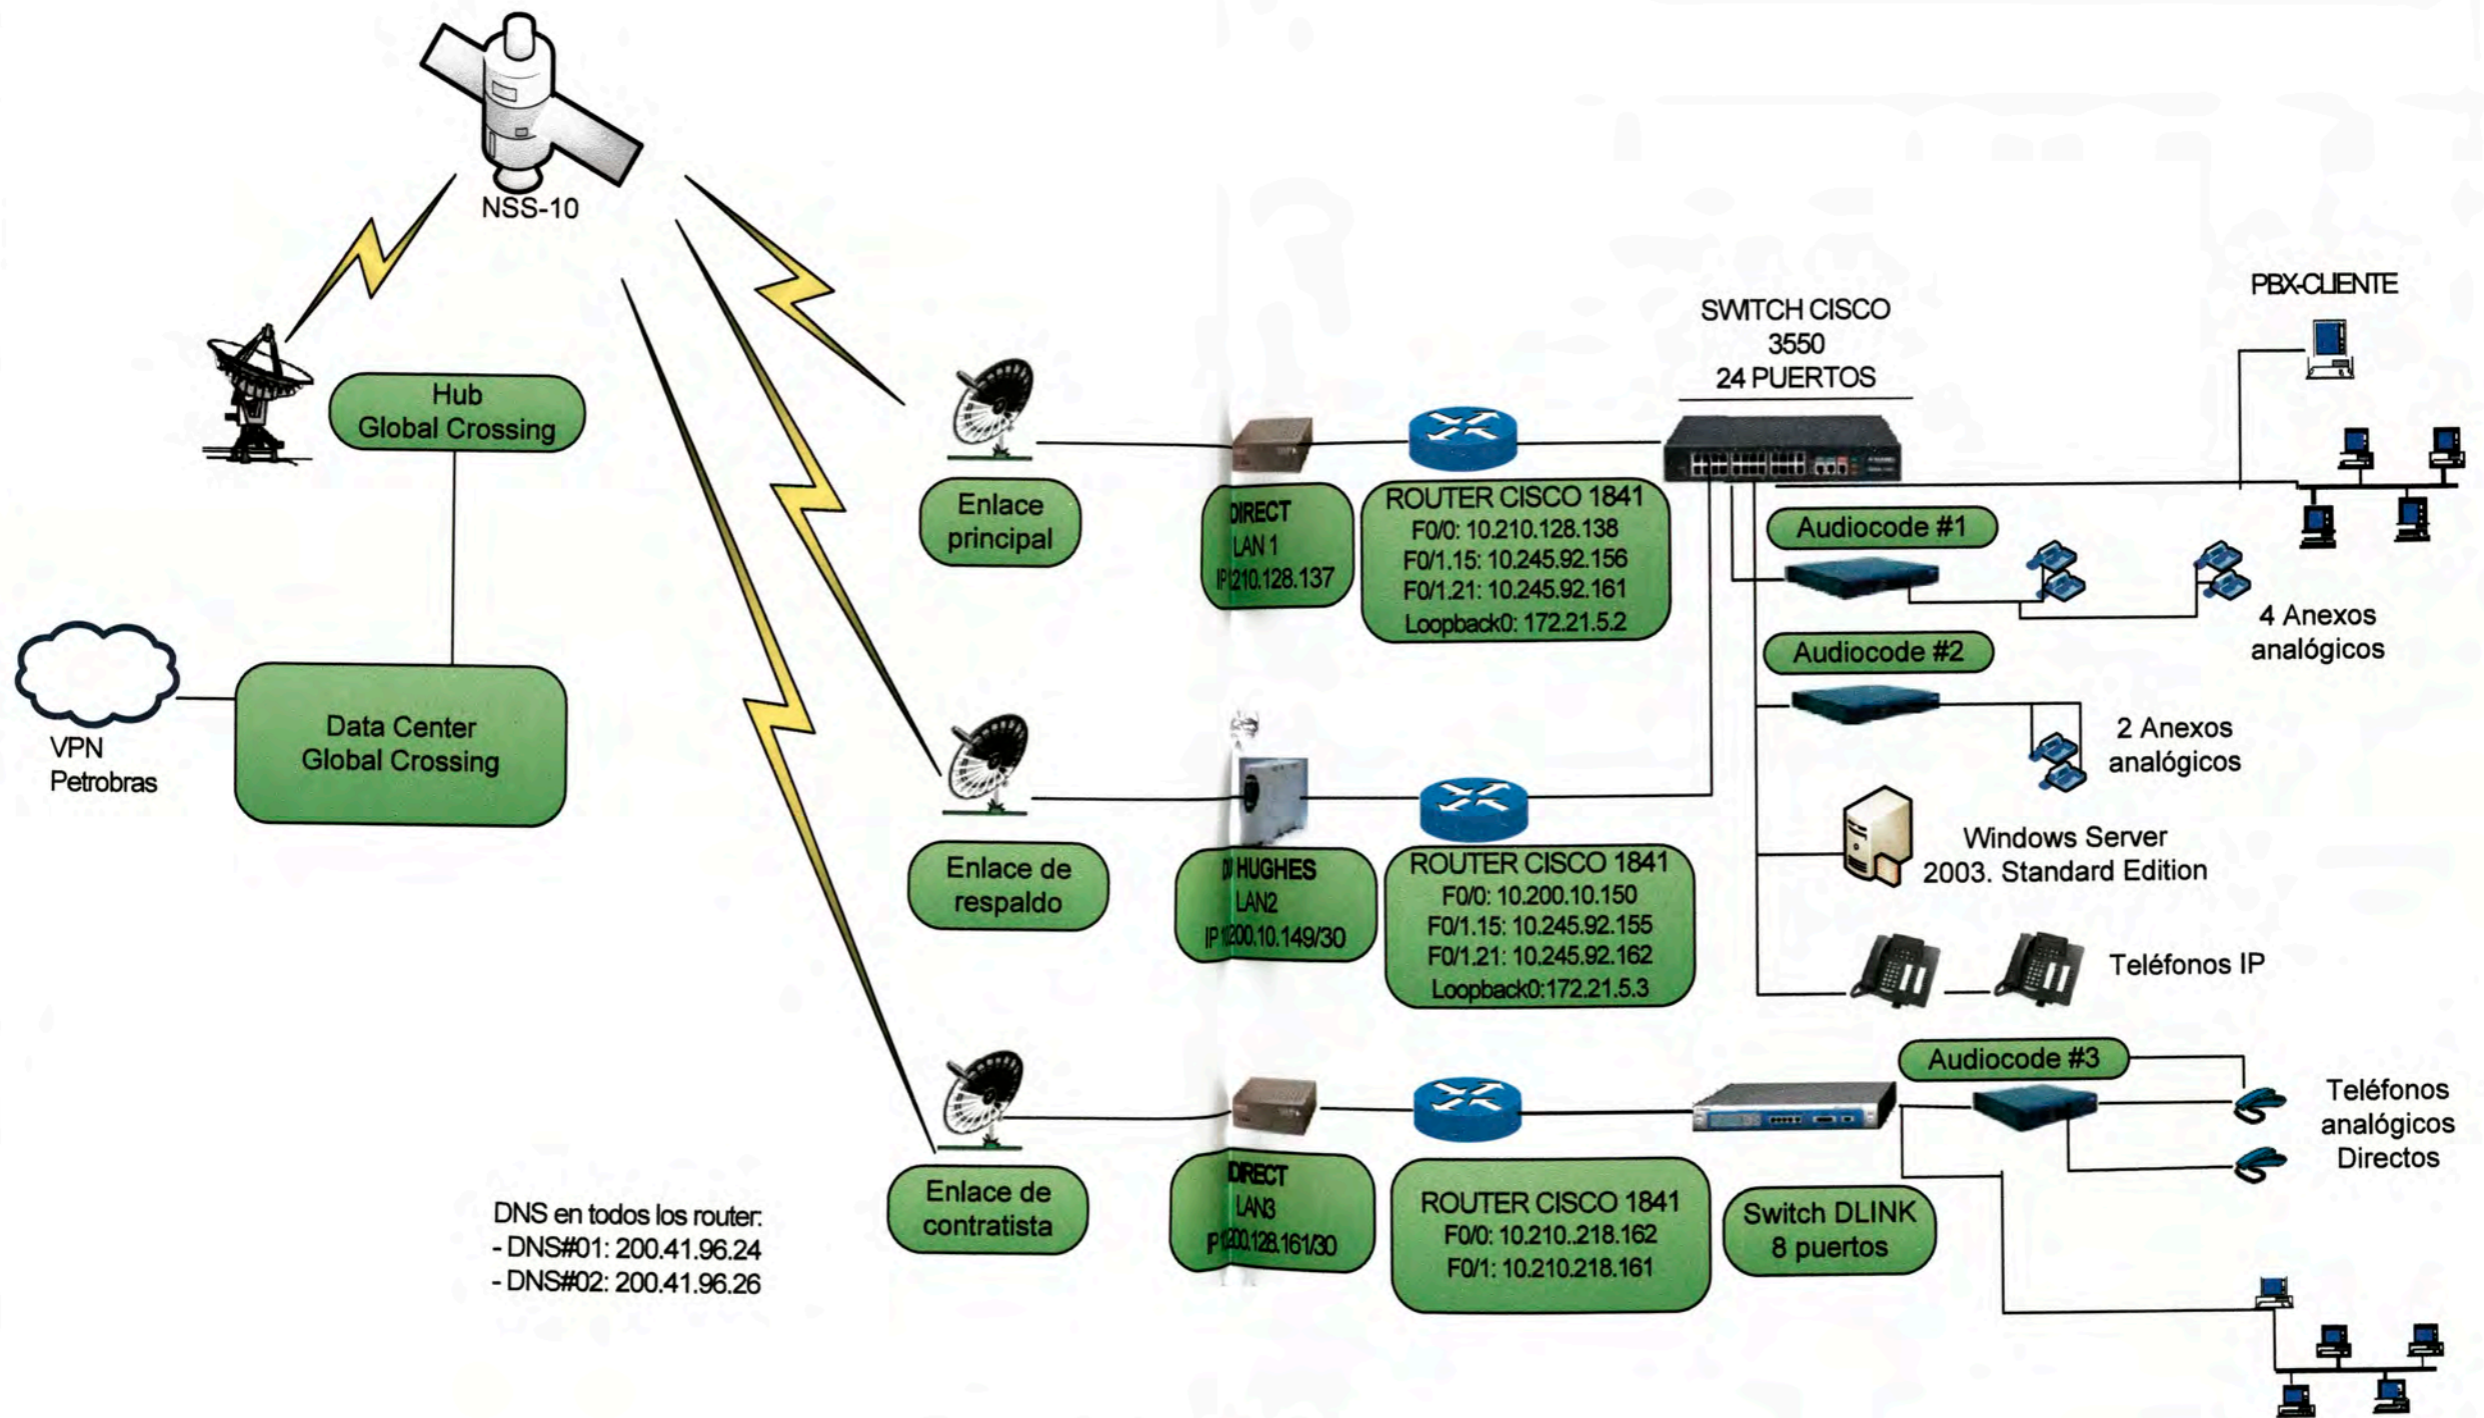 NSS-10
Hub
Global Crossing
Data Center
Global Crossing
VPN
Petrobras
DNS en todos los router:
- DNS#01: 200.41.96.24
- DNS#02: 200.41.96.26
Enlace
principal
DIRECT
LAN 1
210.128.137
ROUTER CISCO 1841
F0/0: 10.210.128.138
F0/1.15: 10.245.92.156
F0/1.21: 10.245.92.161
Loopback0: 172.21.5.2
SWITCH CISCO
3550
24 PUERTOS
PBX-CLIENTE
Audiocode #1
4 Anexos
analógicos
Audiocode #2
2 Anexos
analógicos
Windows Server
2003. Standard Edition
Teléfonos IP
Enlace de
respaldo
HUGHES
LAN2
200.10.149/30
ROUTER CISCO 1841
F0/0: 10.200.10.150
F0/1.15: 10.245.92.155
F0/1.21: 10.245.92.162
Loopback0:172.21.5.3
Enlace de
contratista
DIRECT
LAN3
200.128.161/30
ROUTER CISCO 1841
F0/0: 10.210..218.162
F0/1: 10.210.218.161
Switch DLINK
8 puertos
Audiocode #3
Teléfonos
analógicos
Directos